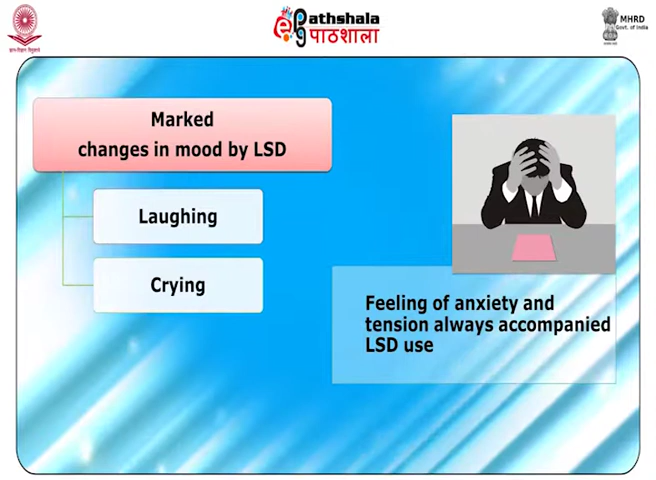 ePg athshala
पाठशाला
MHRD
Govt. of India
Marked
changes in mood by LSD
Laughing
Crying
Feeling of anxiety and
tension always accompanied
LSD use